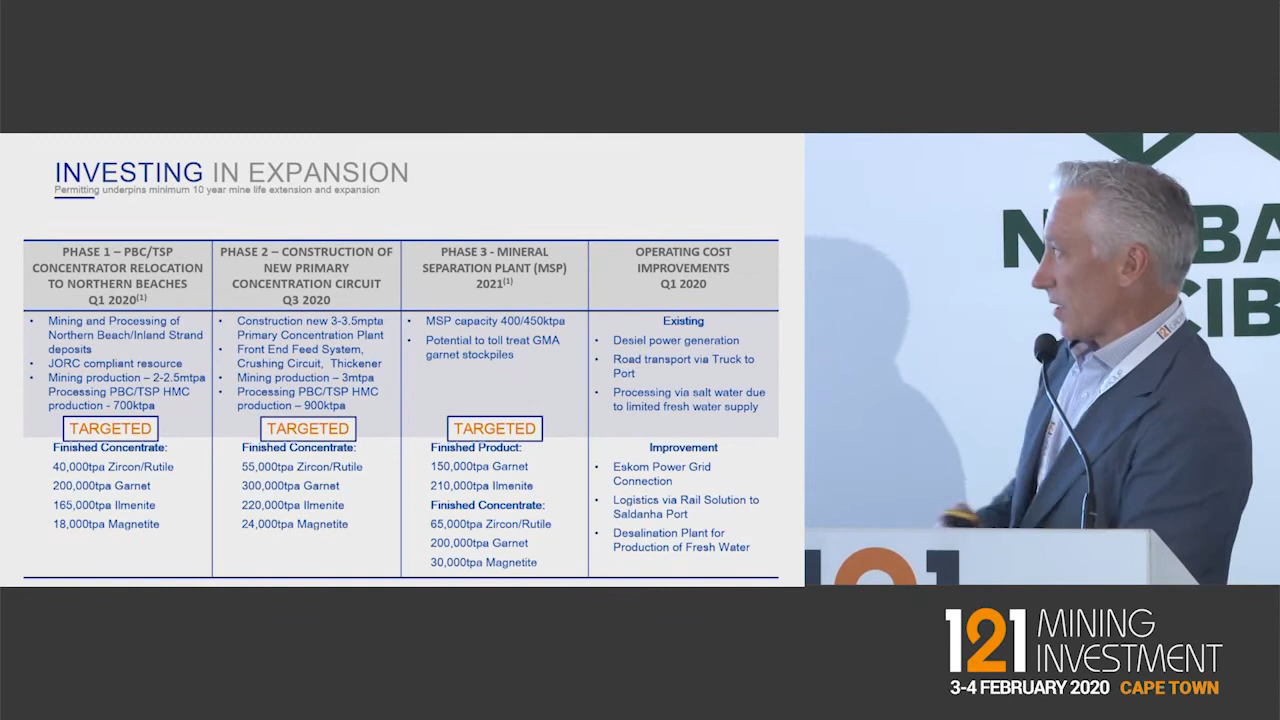 INVESTING IN EXPANSION
Permitting underpins minimum 10 year mine life extension and expansion
PHASE 1 – PBC/TSP
CONCENTRATOR RELOCATION
TO NORTHERN BEACHES
Q1 2020(1)
• Mining and Processing of
Northern Beach/Inland Strand
deposits
• JORC compliant resource
• Mining production – 2-2.5mtpa
Processing PBC/TSP HMC
production - 700ktpa
TARGETED
Finished Concentrate:
40,000tpa Zircon/Rutile
200,000tpa Garnet
165,000tpa Ilmenite
18,000tpa Magnetite
PHASE 2 – CONSTRUCTION OF
NEW PRIMARY
CONCENTRATION CIRCUIT
Q3 2020
• Construction new 3-3.5mpta
Primary Concentration Plant
• Front End Feed System,
Crushing Circuit, Thickener
• Mining production – 3mtpa
• Processing PBC/TSP HMC
production – 900ktpa
TARGETED
Finished Concentrate:
55,000tpa Zircon/Rutile
300,000tpa Garnet
220,000tpa Ilmenite
24,000tpa Magnetite
PHASE 3 - MINERAL
SEPARATION PLANT (MSP)
2021(1)
• MSP capacity 400/450ktpa
• Potential to toll treat GMA
garnet stockpiles
TARGETED
Finished Product:
150,000tpa Garnet
210,000tpa Ilmenite
Finished Concentrate:
65,000tpa Zircon/Rutile
200,000tpa Garnet
30,000tpa Magnetite
OPERATING COST
IMPROVEMENTS
Q1 2020
Existing
• Desiel power generation
• Road transport via Truck to
Port
• Processing via salt water due
to limited fresh water supply
Improvement
• Eskom Power Grid
Connection
• Logistics via Rail Solution to
Saldanha Port
• Desalination Plant for
Production of Fresh Water
CIB
121
121
121 MINING
INVESTMENT
3-4 FEBRUARY 2020 CAPE TOWN